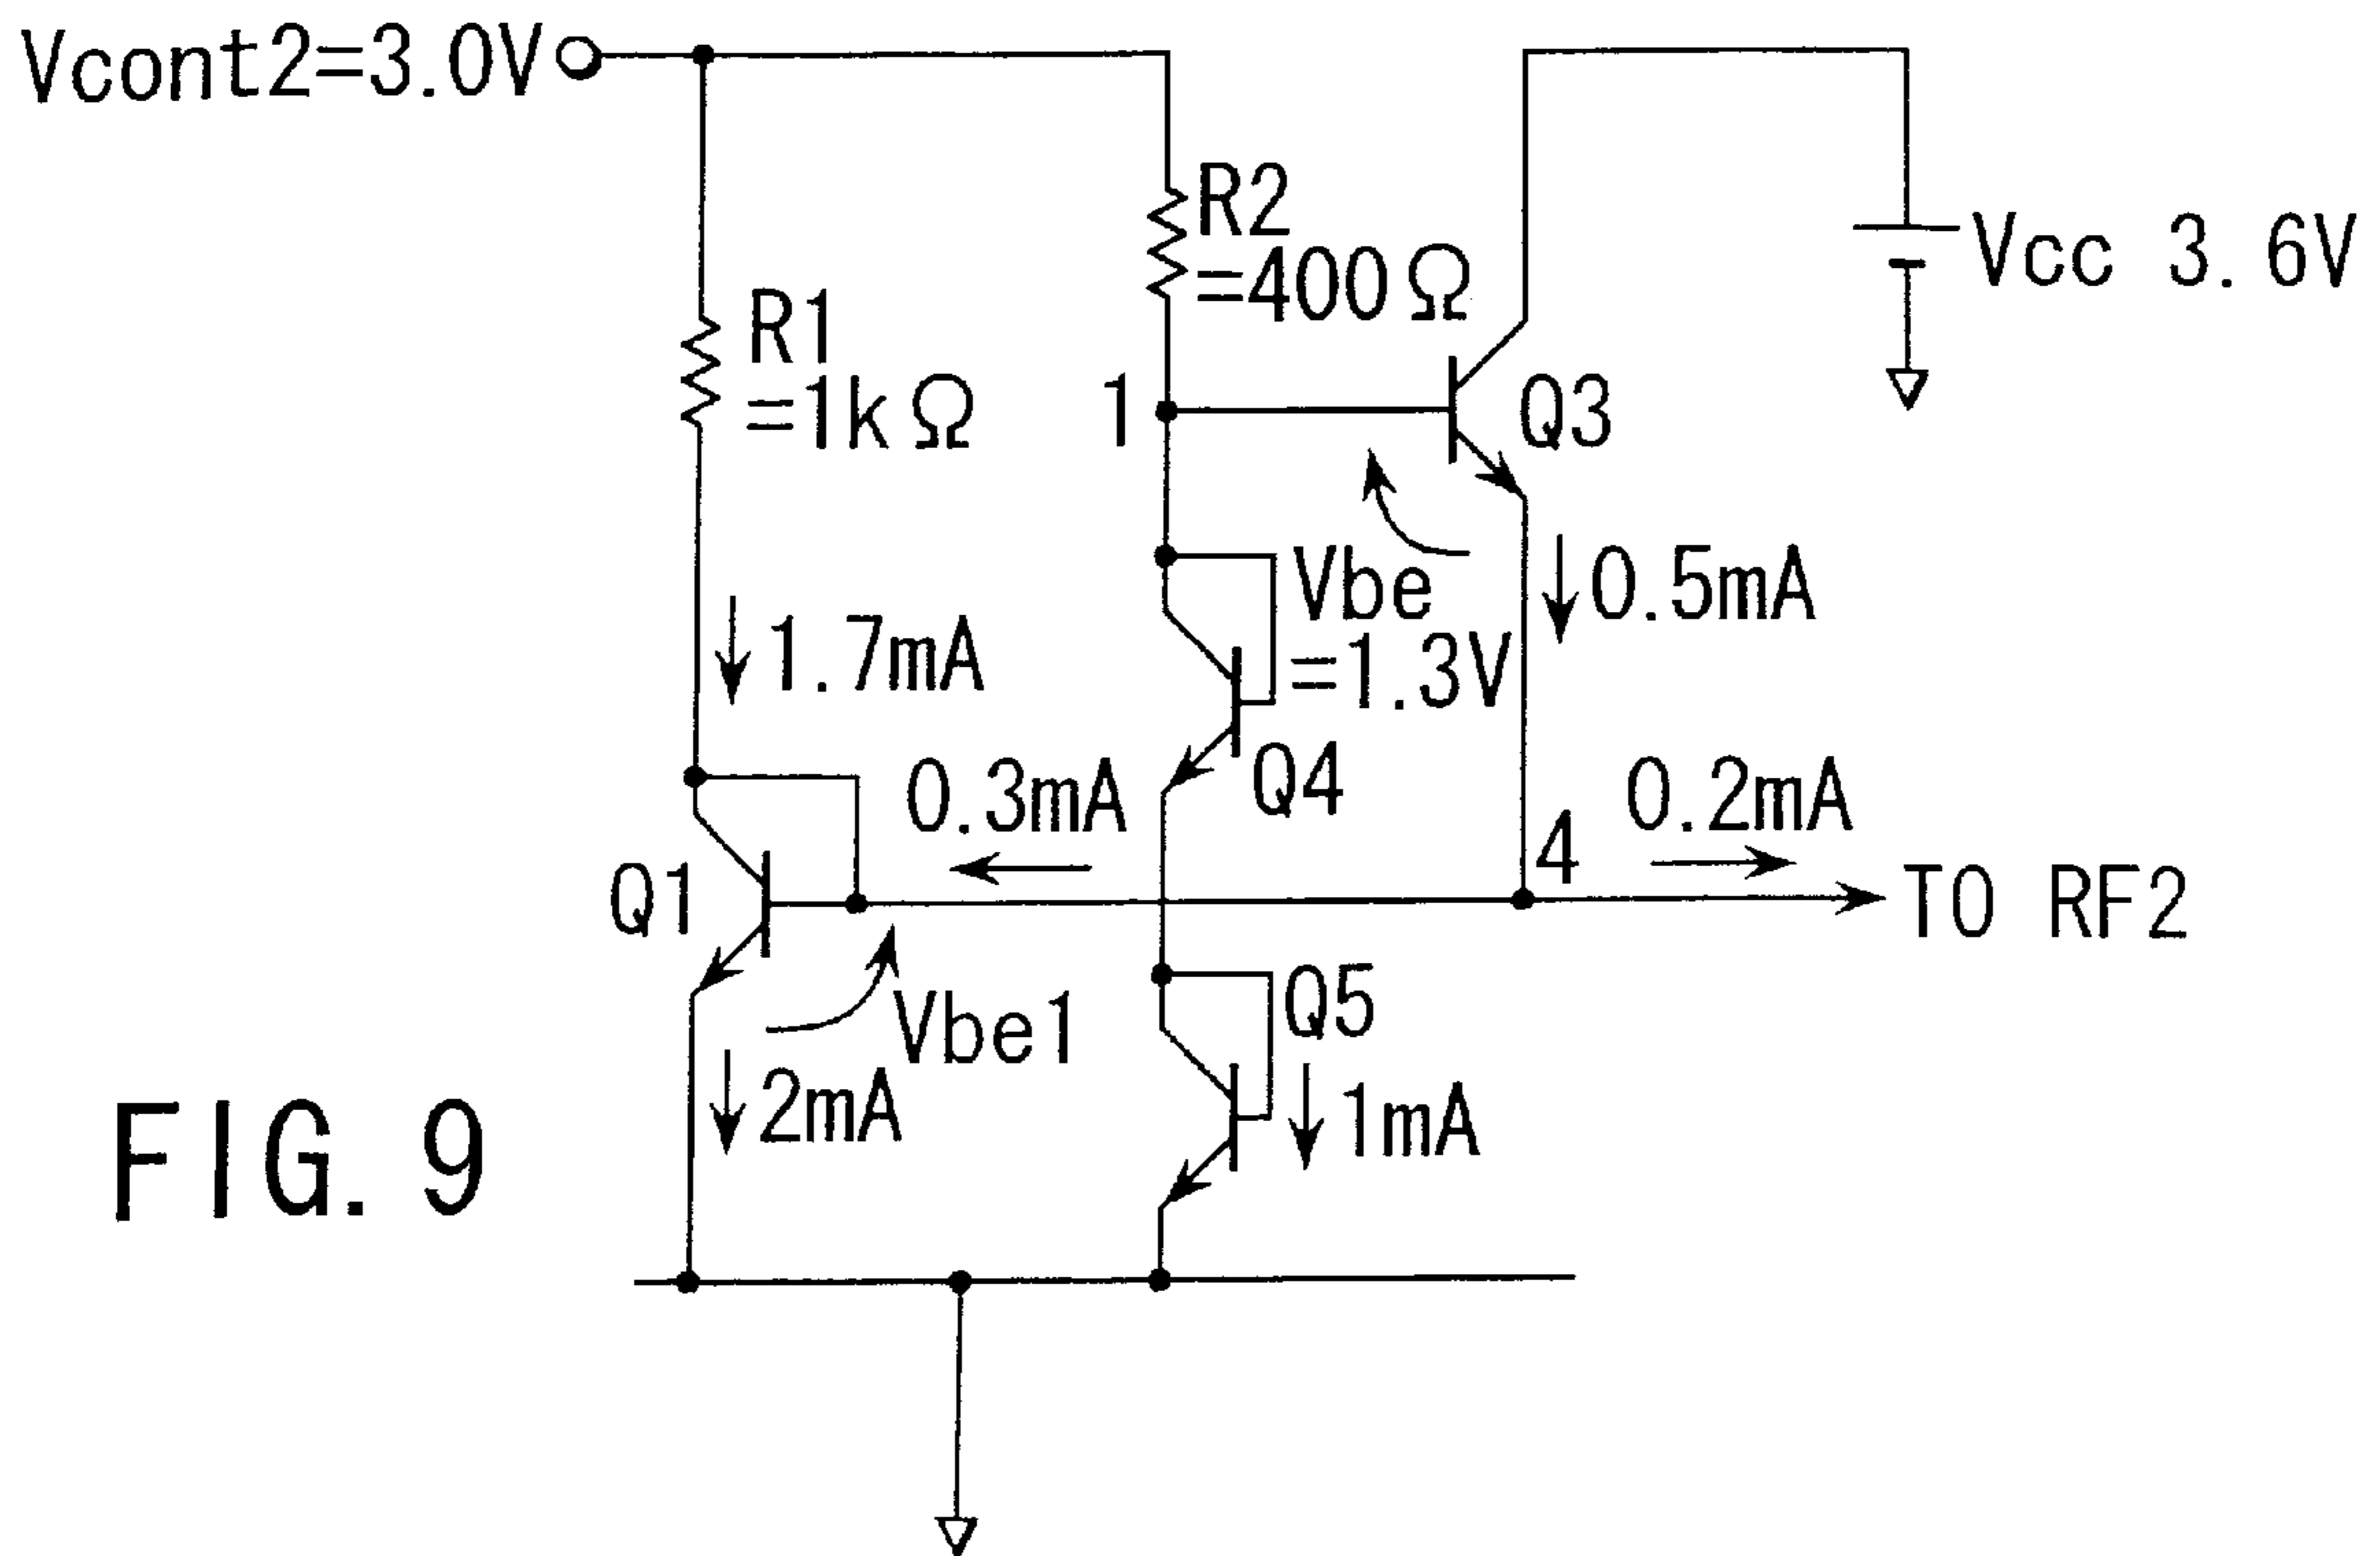 Vcont2=3.0V
R2
=400Ω
Vcc 3.6V
R1
=1kΩ
1
Q3
Vbe
=1.3V
0.5mA
1.7mA
Q4
0.3mA
0.2mA
4
Q1
TO RF2
Q5
Vbe1
2mA
1mA
FIG. 9